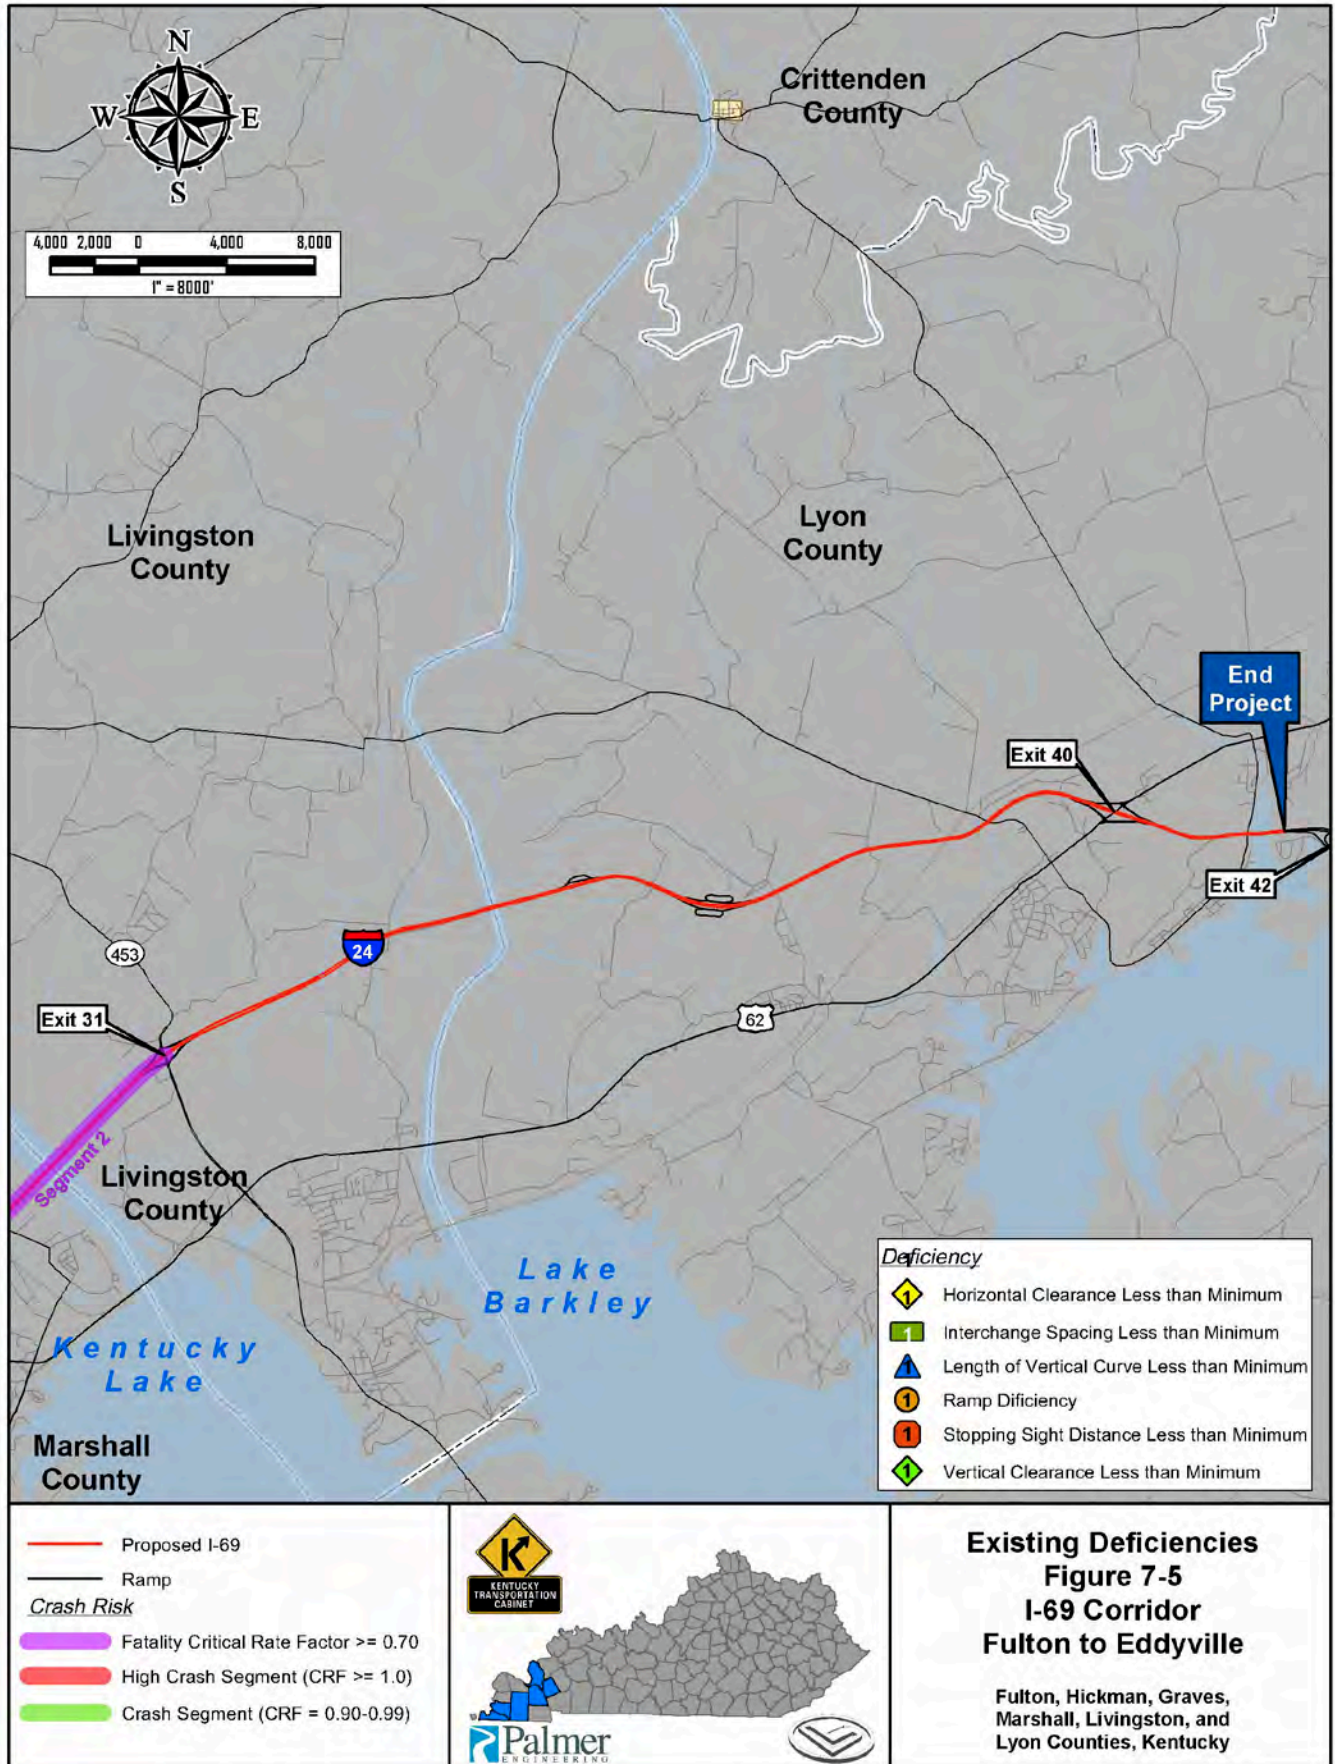 N
W
E
S
4,000 2,000 0 4,000 8,000
1" = 8000'
Crittenden
County
Livingston
County
Lyon
County
End
Project
Exit 40
Exit 42
24
453
Exit 31
62
Segment 2
Livingston
County
Lake
Barkley
Kentucky
Lake
Marshall
County
Deficiency
1 Horizontal Clearance Less than Minimum
1 Interchange Spacing Less than Minimum
1 Length of Vertical Curve Less than Minimum
1 Ramp Dificiency
1 Stopping Sight Distance Less than Minimum
1 Vertical Clearance Less than Minimum
Proposed I-69
Ramp
Crash Risk
Fatality Critical Rate Factor >= 0.70
High Crash Segment (CRF >= 1.0)
Crash Segment (CRF = 0.90-0.99)
K
KENTUCKY
TRANSPORTATION
CABINET
Palmer
ENGINEERING
Existing Deficiencies
Figure 7-5
I-69 Corridor
Fulton to Eddyville
Fulton, Hickman, Graves,
Marshall, Livingston, and
Lyon Counties, Kentucky